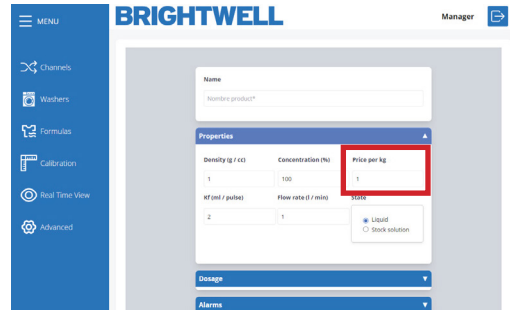 MENU
BRIGHTWELL
Manager
Channels
Washers
Formulas
Calibration
Real Time View
Advanced
Name
Nombre product*
Properties
Density (g / cc) Concentration (%) Price per kg
1 100 1
Kf (ml / pulse) Flow rate (l / min) State
2 1
Liquid
Stock solution
Dosage
Alarms